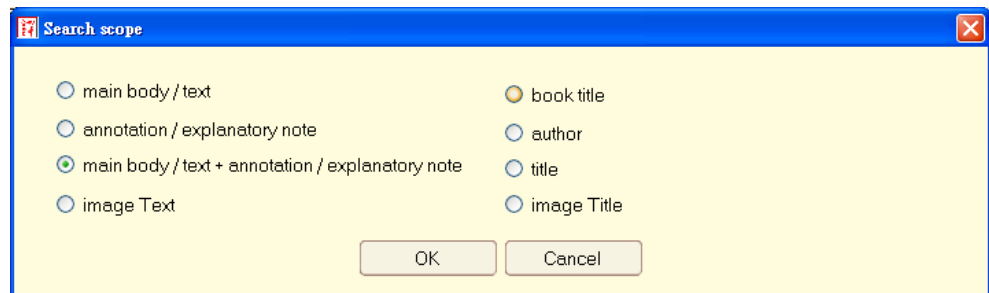 Search scope
main body / text
book title
annotation / explanatory note
author
main body / text + annotation / explanatory note
title
image Text
image Title
OK
Cancel